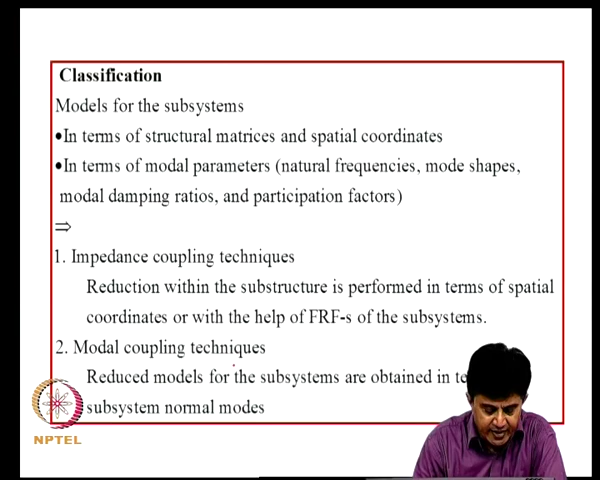 Classification
Models for the subsystems
•In terms of structural matrices and spatial coordinates
•In terms of modal parameters (natural frequencies, mode shapes,
modal damping ratios, and participation factors)
⇒
1. Impedance coupling techniques
Reduction within the substructure is performed in terms of spatial
coordinates or with the help of FRF-s of the subsystems.
2. Modal coupling techniques
Reduced models for the subsystems are obtained in
subsystem normal modes
NPTEL